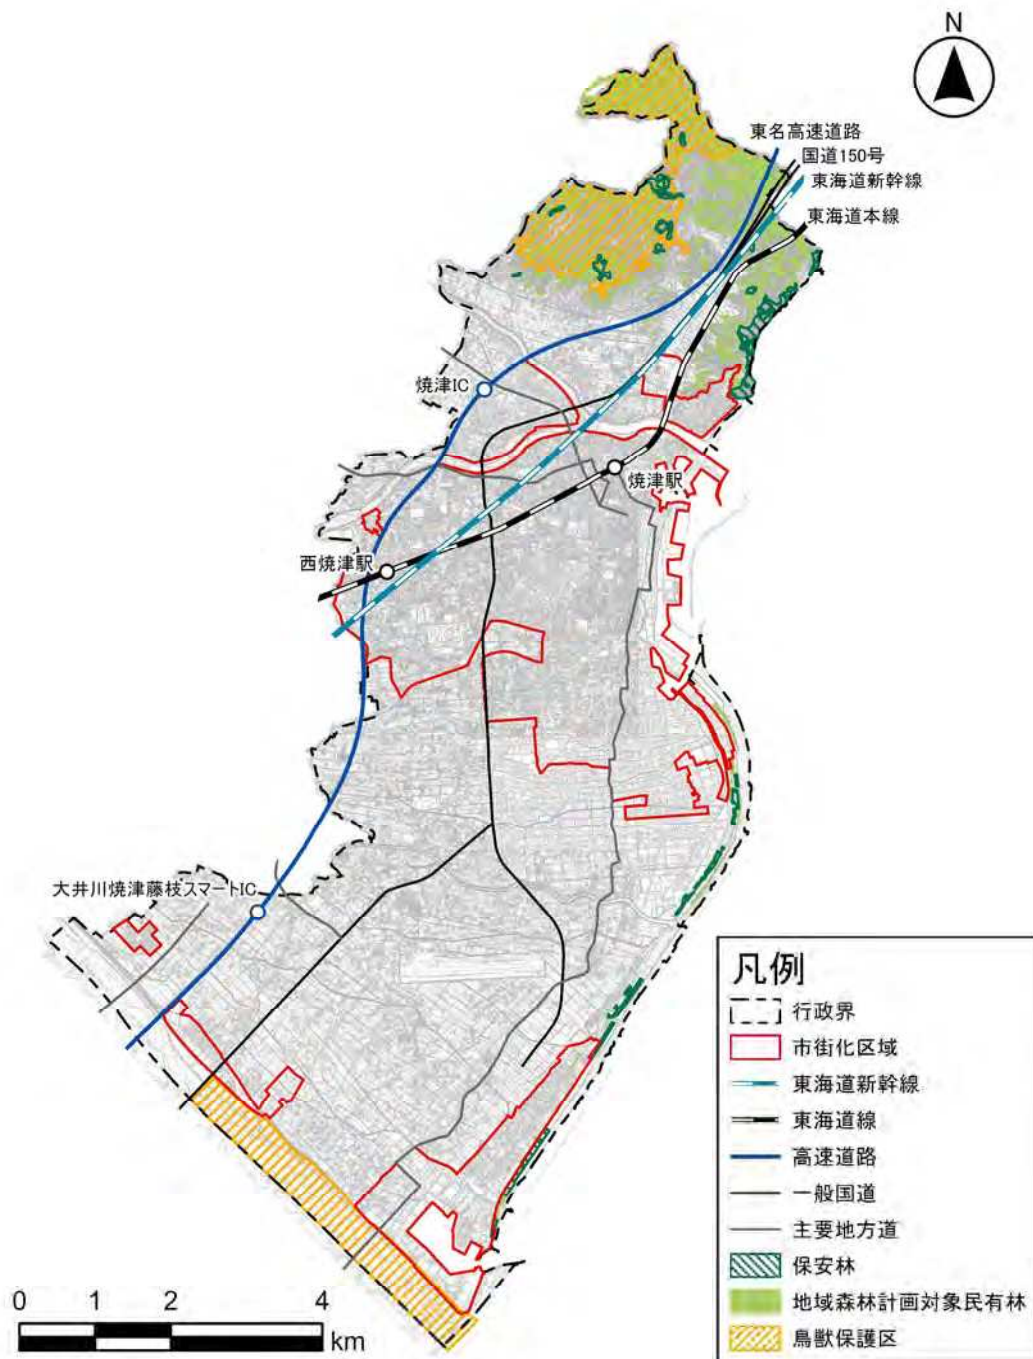 N
東名高速道路
国道150号
東海道新幹線
東海道本線
焼津IC
焼津駅
西焼津駅
大井川焼津藤枝スマートIC
凡例
行政界
市街化区域
東海道新幹線
東海道線
高速道路
一般国道
主要地方道
保安林
地域森林計画対象民有林
鳥獣保護区
0 1 2 4
km